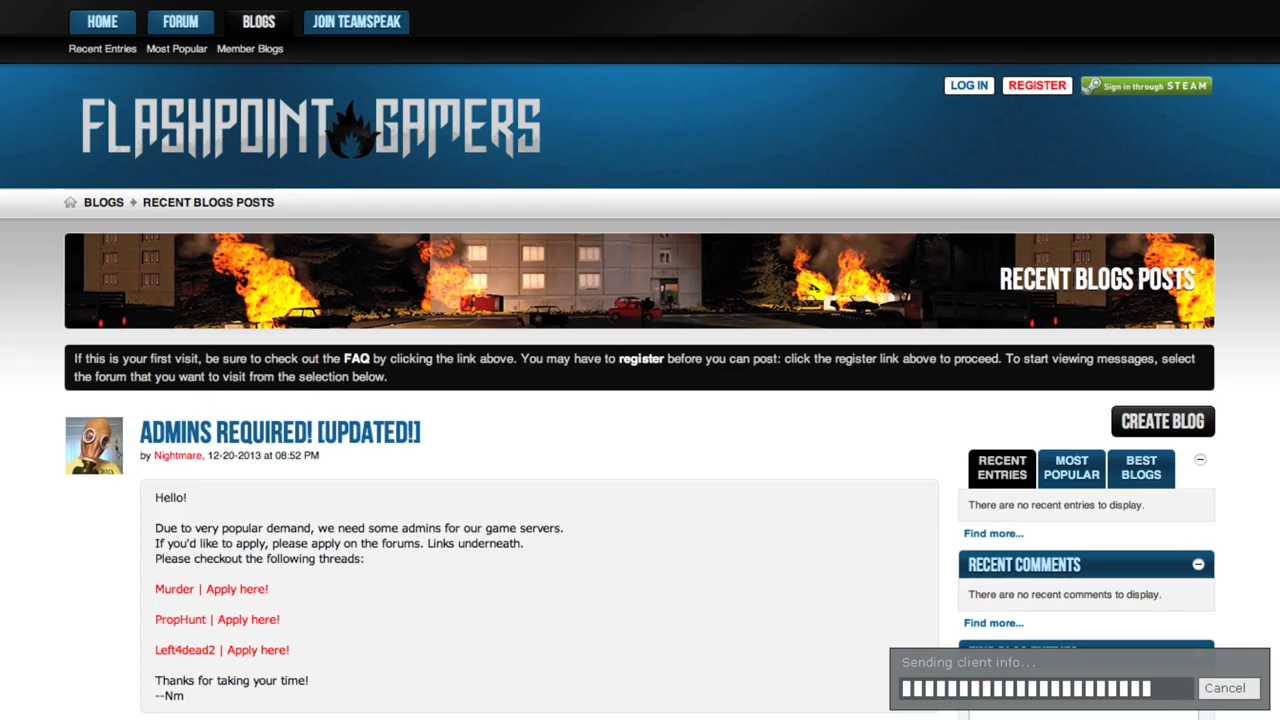 HOME FORUM BLOGS JOIN TEAMSPEAK
Recent Entries Most Popular Member Blogs
LOG IN REGISTER Sign in through STEAM
FLASHPOINT GAMERS
BLOGS RECENT BLOGS POSTS
RECENT BLOGS POSTS
If this is your first visit, be sure to check out the FAQ by clicking the link above. You may have to register before you can post: click the register link above to proceed. To start viewing messages, select
the forum that you want to visit from the selection below.
CREATE BLOG
ADMINS REQUIRED! [UPDATED!]
by Nightmare, 12-20-2013 at 08:52 PM
Hello!
Due to very popular demand, we need some admins for our game servers.
If you'd like to apply, please apply on the forums. Links underneath.
Please checkout the following threads:
Murder | Apply here!
PropHunt | Apply here!
Left4dead2 | Apply here!
Thanks for taking your time!
--Nm
RECENT ENTRIES
MOST POPULAR
BEST BLOGS
There are no recent entries to display.
Find more...
RECENT COMMENTS
There are no recent comments to display.
Find more...
Sending client info...
Cancel